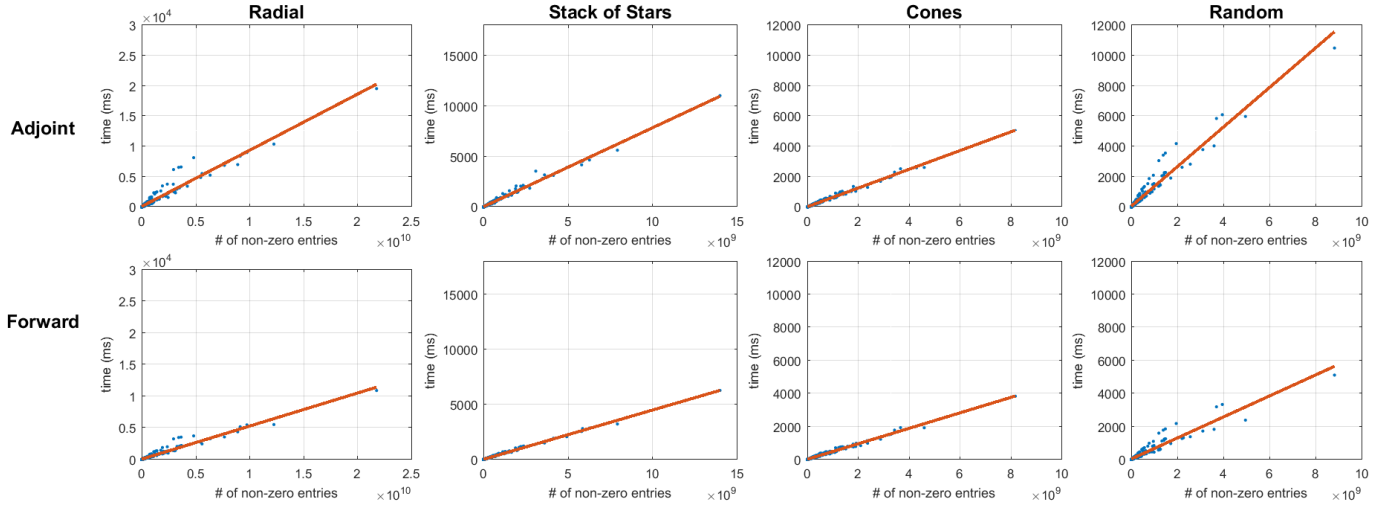 Radial Stack of Stars Cones Random
Adjoint
× 10^4
3
2.5
2
1.5
1
0.5
0
time (ms)
0 0.5 1 1.5 2 2.5
# of non-zero entries × 10^10
15000
10000
5000
0
time (ms)
0 5 10 15
# of non-zero entries × 10^9
12000
10000
8000
6000
4000
2000
0
time (ms)
0 2 4 6 8 10
# of non-zero entries × 10^9
12000
10000
8000
6000
4000
2000
0
time (ms)
0 2 4 6 8 10
# of non-zero entries × 10^9
Forward
× 10^4
3
2.5
2
1.5
1
0.5
0
time (ms)
0 0.5 1 1.5 2 2.5
# of non-zero entries × 10^10
15000
10000
5000
0
time (ms)
0 5 10 15
# of non-zero entries × 10^9
12000
10000
8000
6000
4000
2000
0
time (ms)
0 2 4 6 8 10
# of non-zero entries × 10^9
12000
10000
8000
6000
4000
2000
0
time (ms)
0 2 4 6 8 10
# of non-zero entries × 10^9